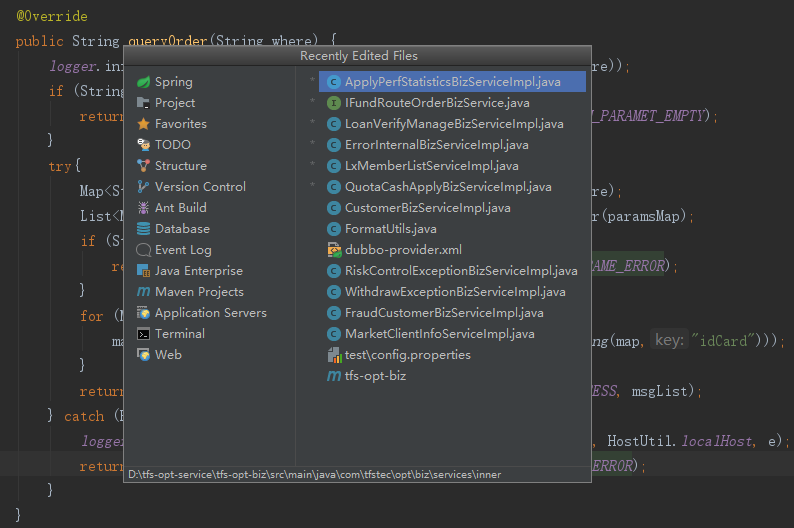 @Override
public String queryOrder(String where) {
Recently Edited Files
logger. re));
if (String
return _PARAMET_EMPTY);
}
try{
Map<S re);
List<M r(paramsMap);
if (St
re RAME_ERROR);
}
for (M
ma ng(map, key: "idCard")));
}
return ESS, msgList);
} catch (E
logger , HostUtil.localHost, e);
return ERROR);
}
}
Spring
Project
Favorites
TODO
Structure
Version Control
Ant Build
Database
Event Log
Java Enterprise
Maven Projects
Application Servers
Terminal
Web
* ApplyPerfStatisticsBizServiceImpl.java
* IFundRouteOrderBizService.java
* LoanVerifyManageBizServiceImpl.java
* ErrorInternalBizServiceImpl.java
* LxMemberListServiceImpl.java
* QuotaCashApplyBizServiceImpl.java
CustomerBizServiceImpl.java
FormatUtils.java
dubbo-provider.xml
RiskControlExceptionBizServiceImpl.java
WithdrawExceptionBizServiceImpl.java
FraudCustomerBizServiceImpl.java
MarketClientInfoServiceImpl.java
test\config.properties
tfs-opt-biz
D:\tfs-opt-service\tfs-opt-biz\src\main\java\com\tfstec\opt\biz\services\inner